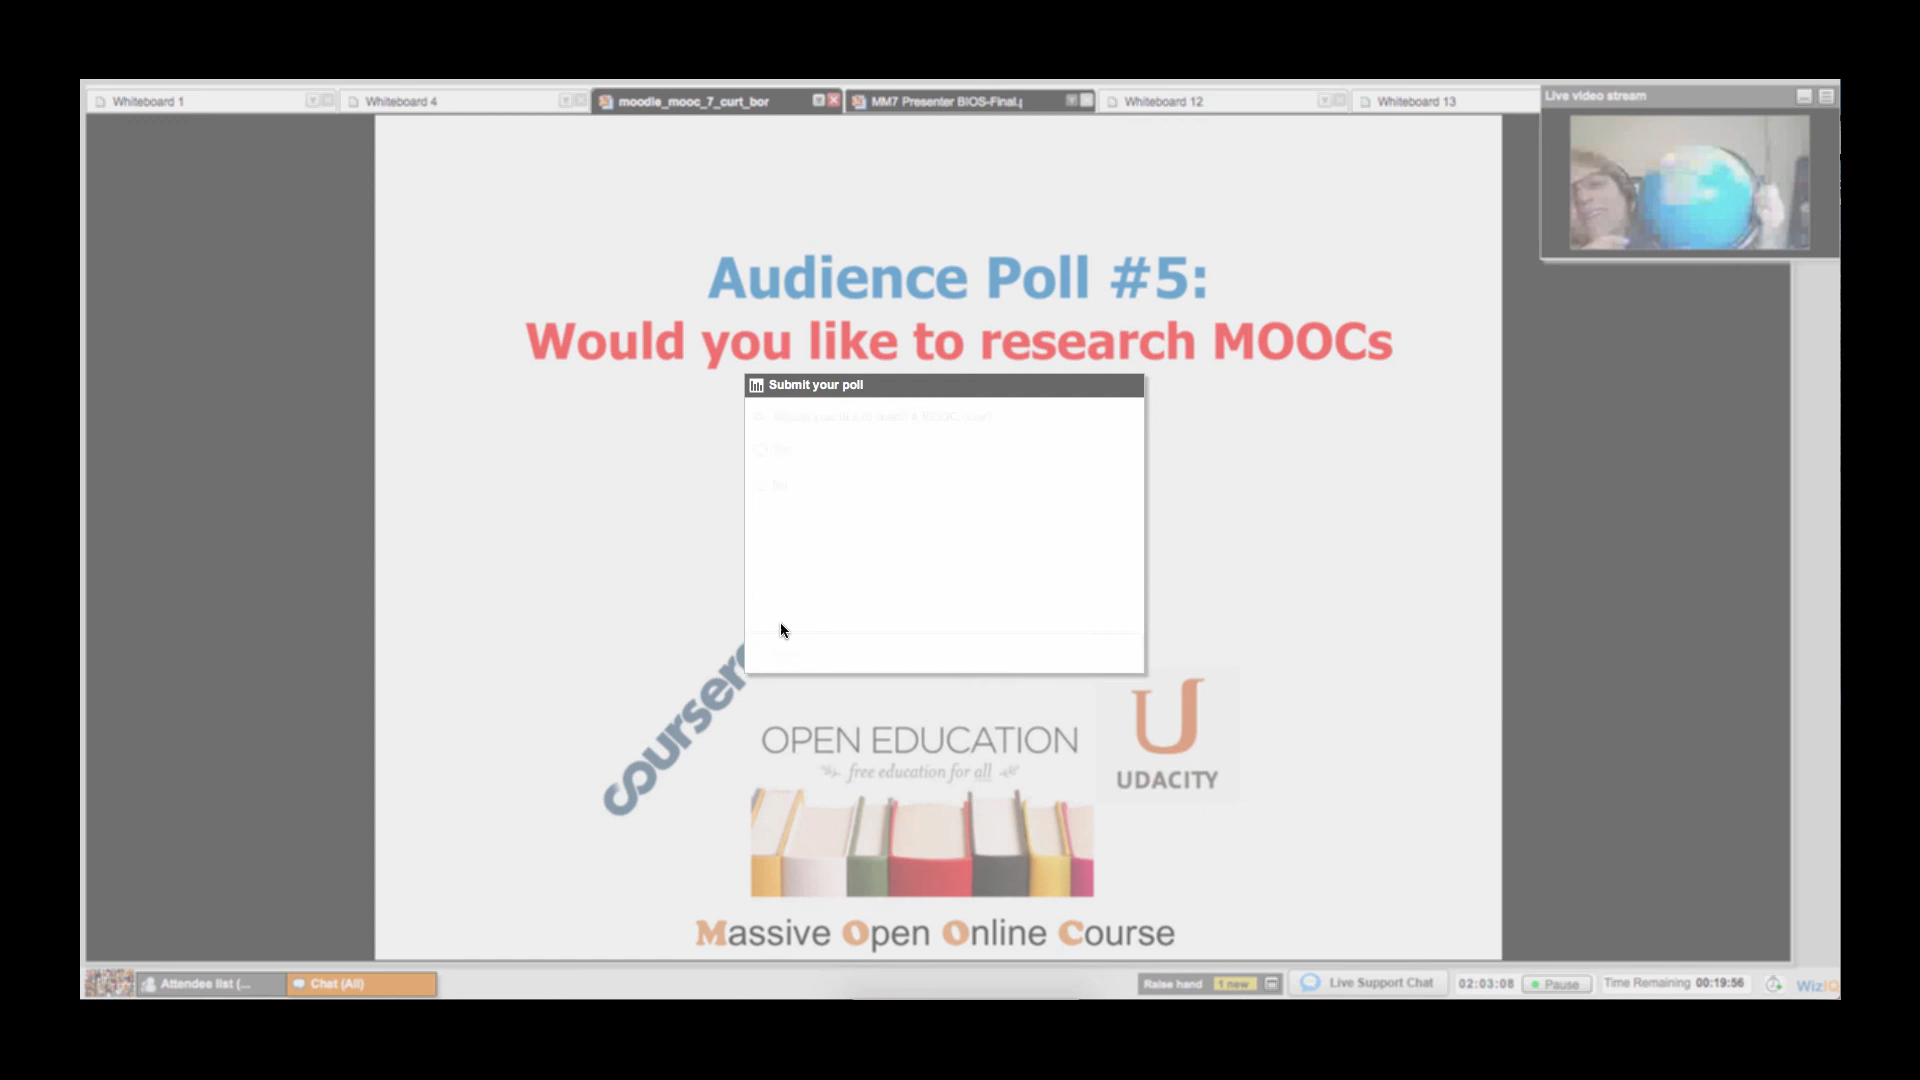 Whiteboard 1
Whiteboard 4
moodle_mooc_7_curt_bor
MM7 Presenter BIOS-Final.p
Whiteboard 12
Whiteboard 13
Live video stream
Audience Poll #5:
Would you like to research MOOCs
Submit your poll
No
coursera
OPEN EDUCATION
free education for all
UDACITY
Massive Open Online Course
Attendee list (...
Chat (All)
Raise hand
1 new
Live Support Chat
02:03:08
Pause
Time Remaining 00:19:56
WizIQ